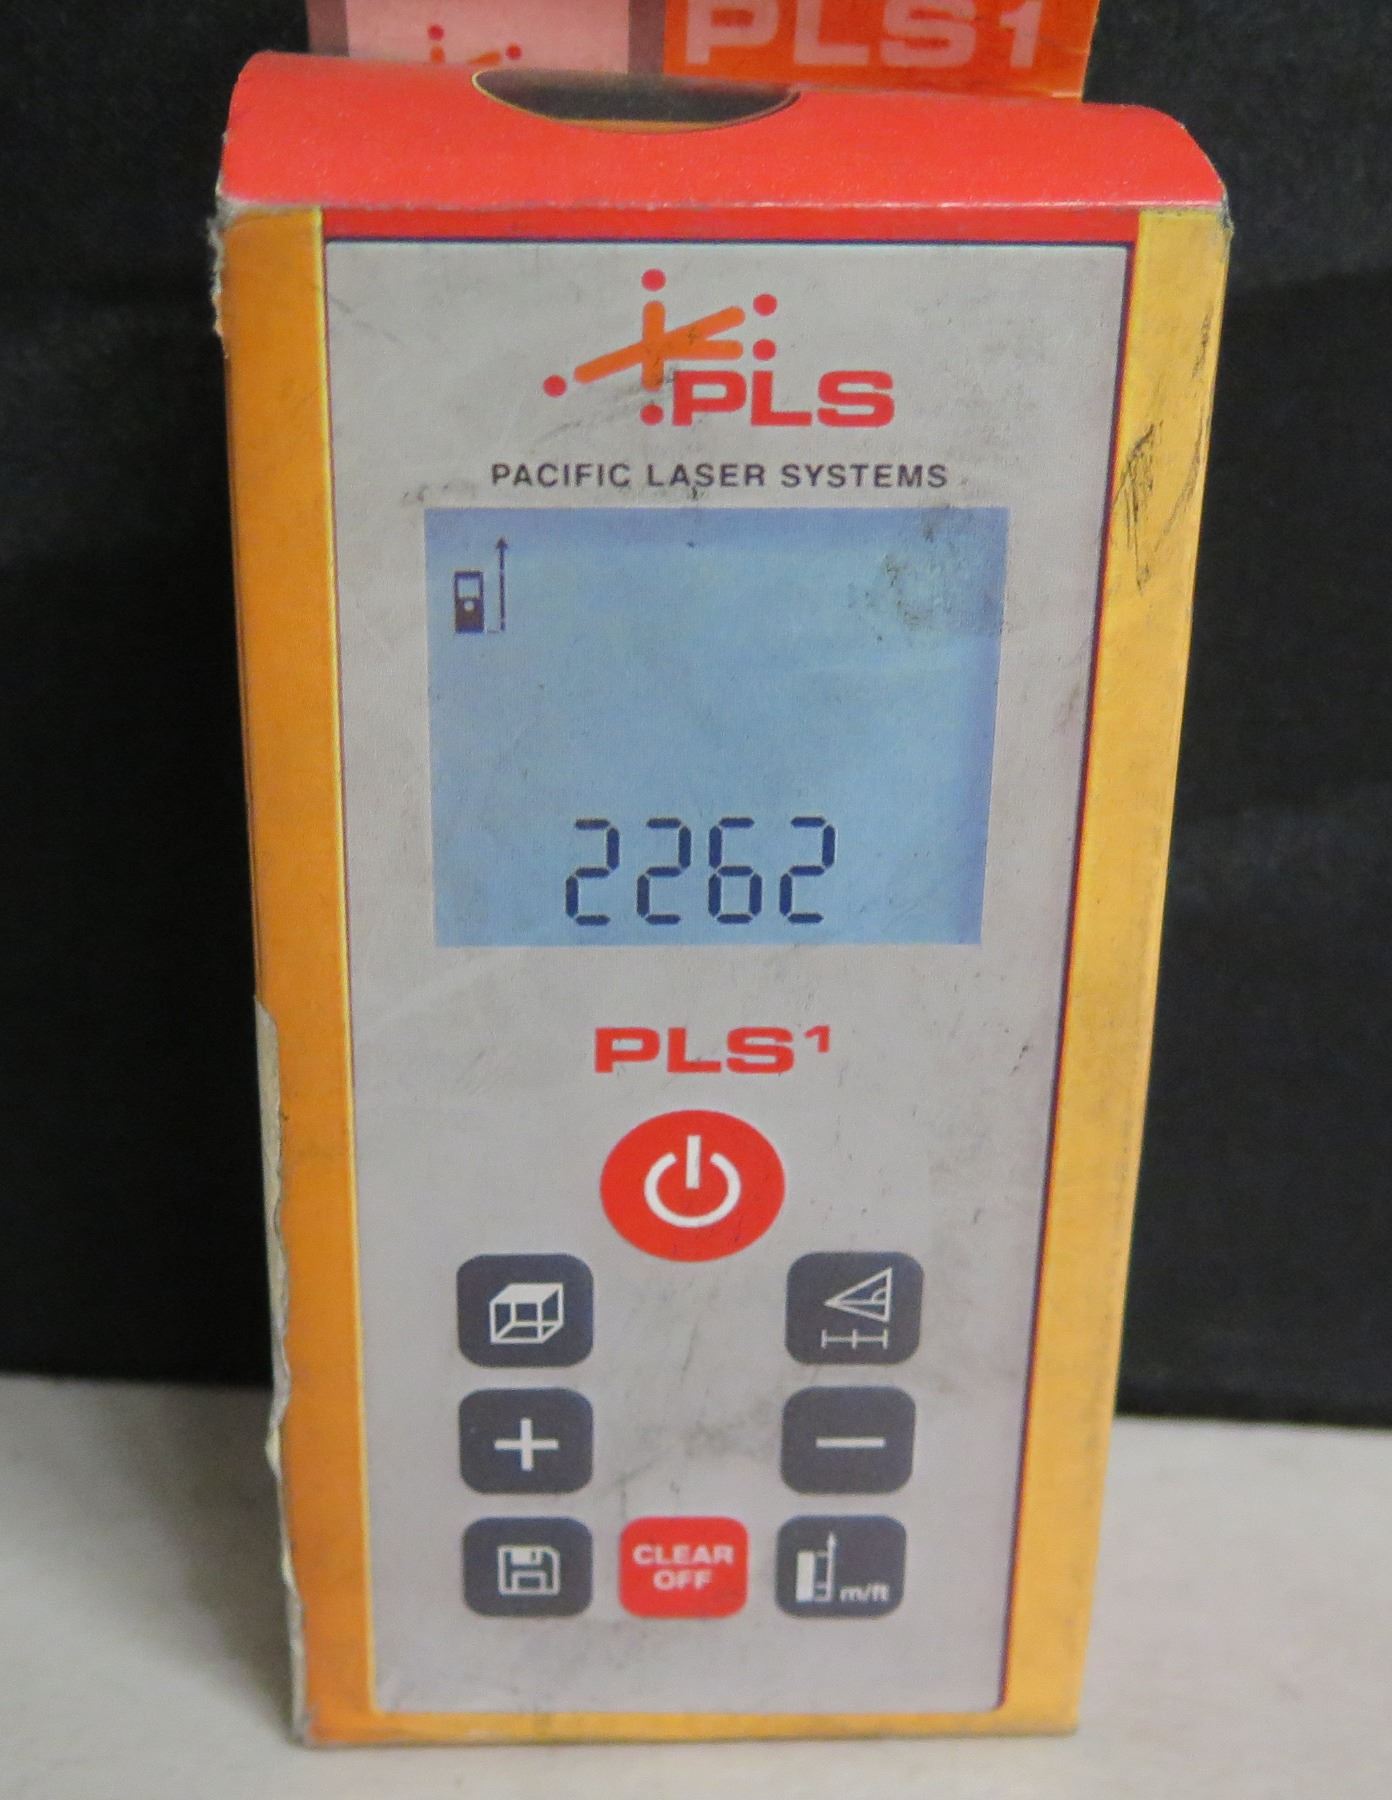 PLS1
PLS
PACIFIC LASER SYSTEMS
2262
PLS¹
CLEAR
OFF
m/ft